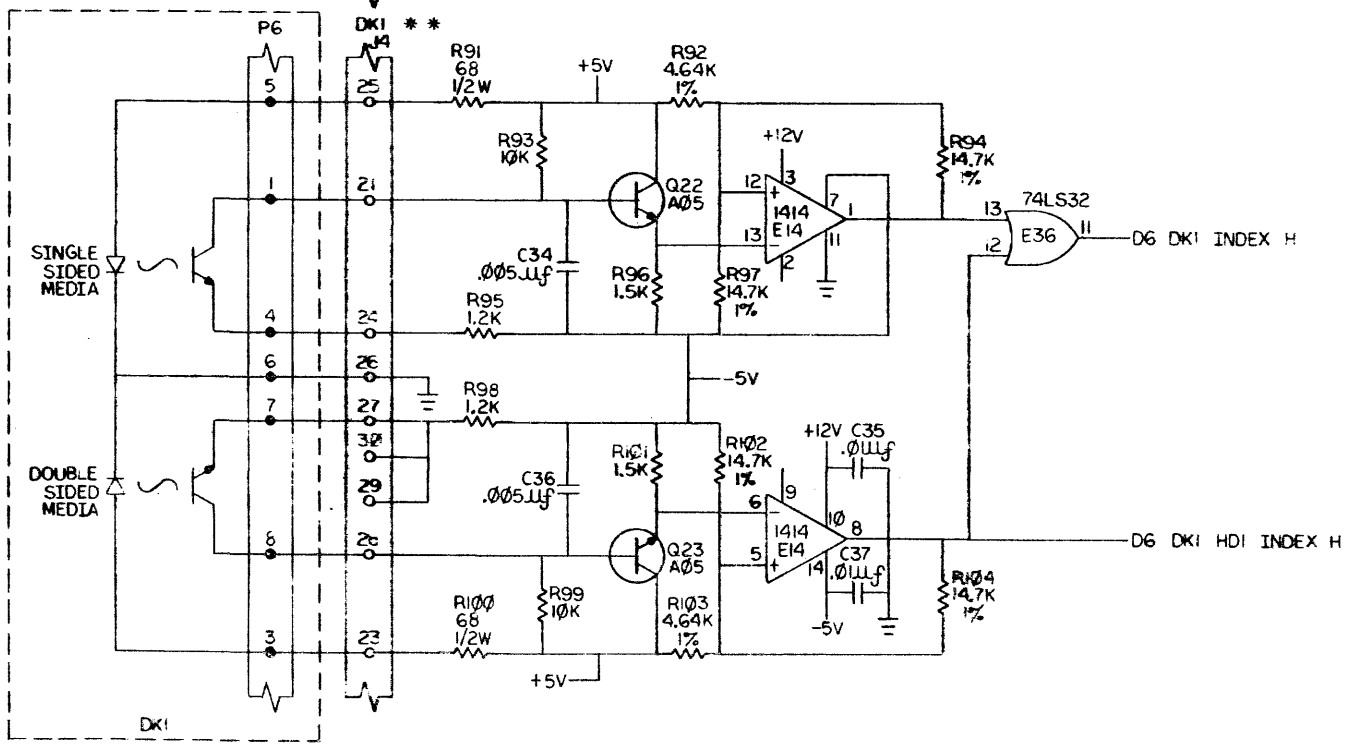 P6
DK1 **
J4
5
25
R91
68
1/2W
+5V
R92
4.64K
1%
R93
10K
+12V
R94
14.7K
1%
1
21
Q22
A05
12
+
3
7
1
1414
E14
13
-
11
2
74LS32
13
12
E36
11
D6 DK1 INDEX H
SINGLE
SIDED
MEDIA
C34
.005µf
R96
1.5K
R97
14.7K
1%
4
24
R95
1.2K
6
26
-5V
7
27
R98
1.2K
30
29
DOUBLE
SIDED
MEDIA
C36
.005µf
R101
1.5K
R102
14.7K
1%
+12V
C35
.01µf
9
6
-
10
8
1414
E14
5
+
14
C37
.01µf
-5V
D6 DK1 HD1 INDEX H
8
28
Q23
A05
R99
10K
R104
14.7K
1%
3
23
R100
68
1/2W
+5V
R103
4.64K
1%
DK1